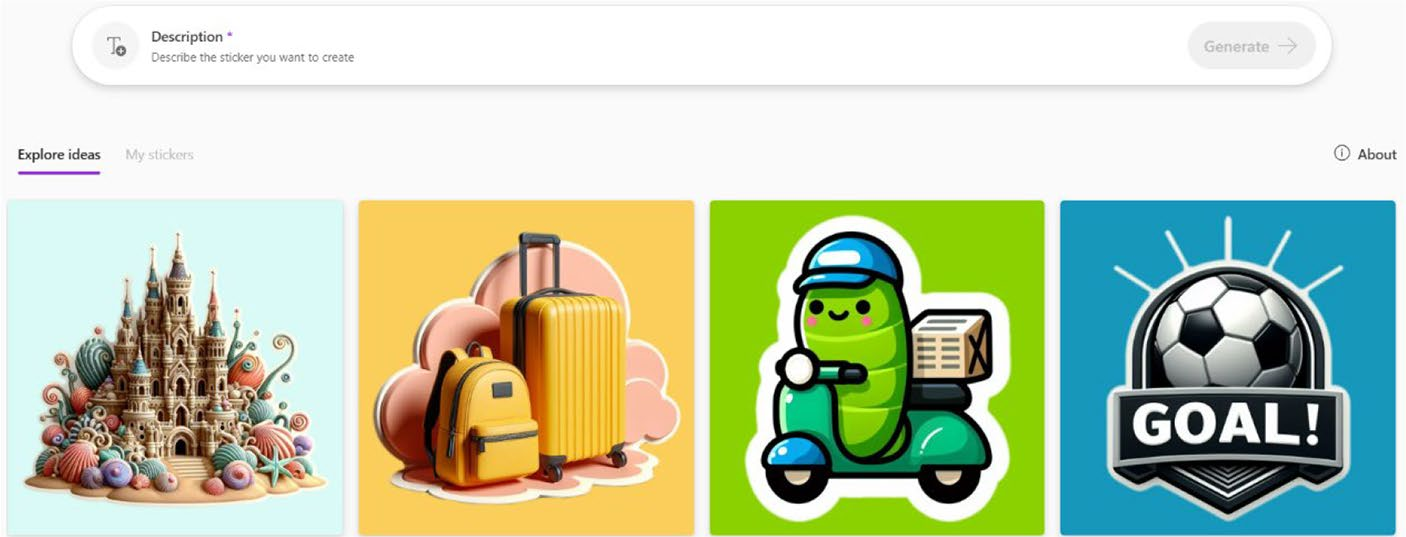 Description *
Describe the sticker you want to create
Generate
Explore ideas
My stickers
About
GOAL!